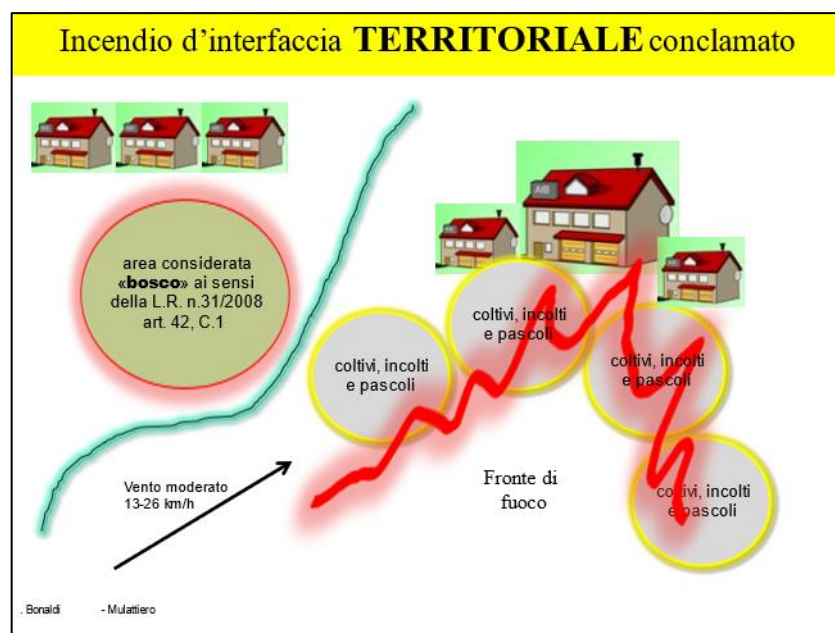 Incendio d'interfaccia TERRITORIALE conclamato
AIB
area considerata
«bosco» ai sensi
della L.R. n.31/2008
art. 42, C.1
coltivi, incolti
e pascoli
coltivi, incolti
e pascoli
coltivi, incolti
e pascoli
coltivi, incolti
e pascoli
Vento moderato
13-26 km/h
Fronte di
fuoco
. Bonaldi - Mulattiero